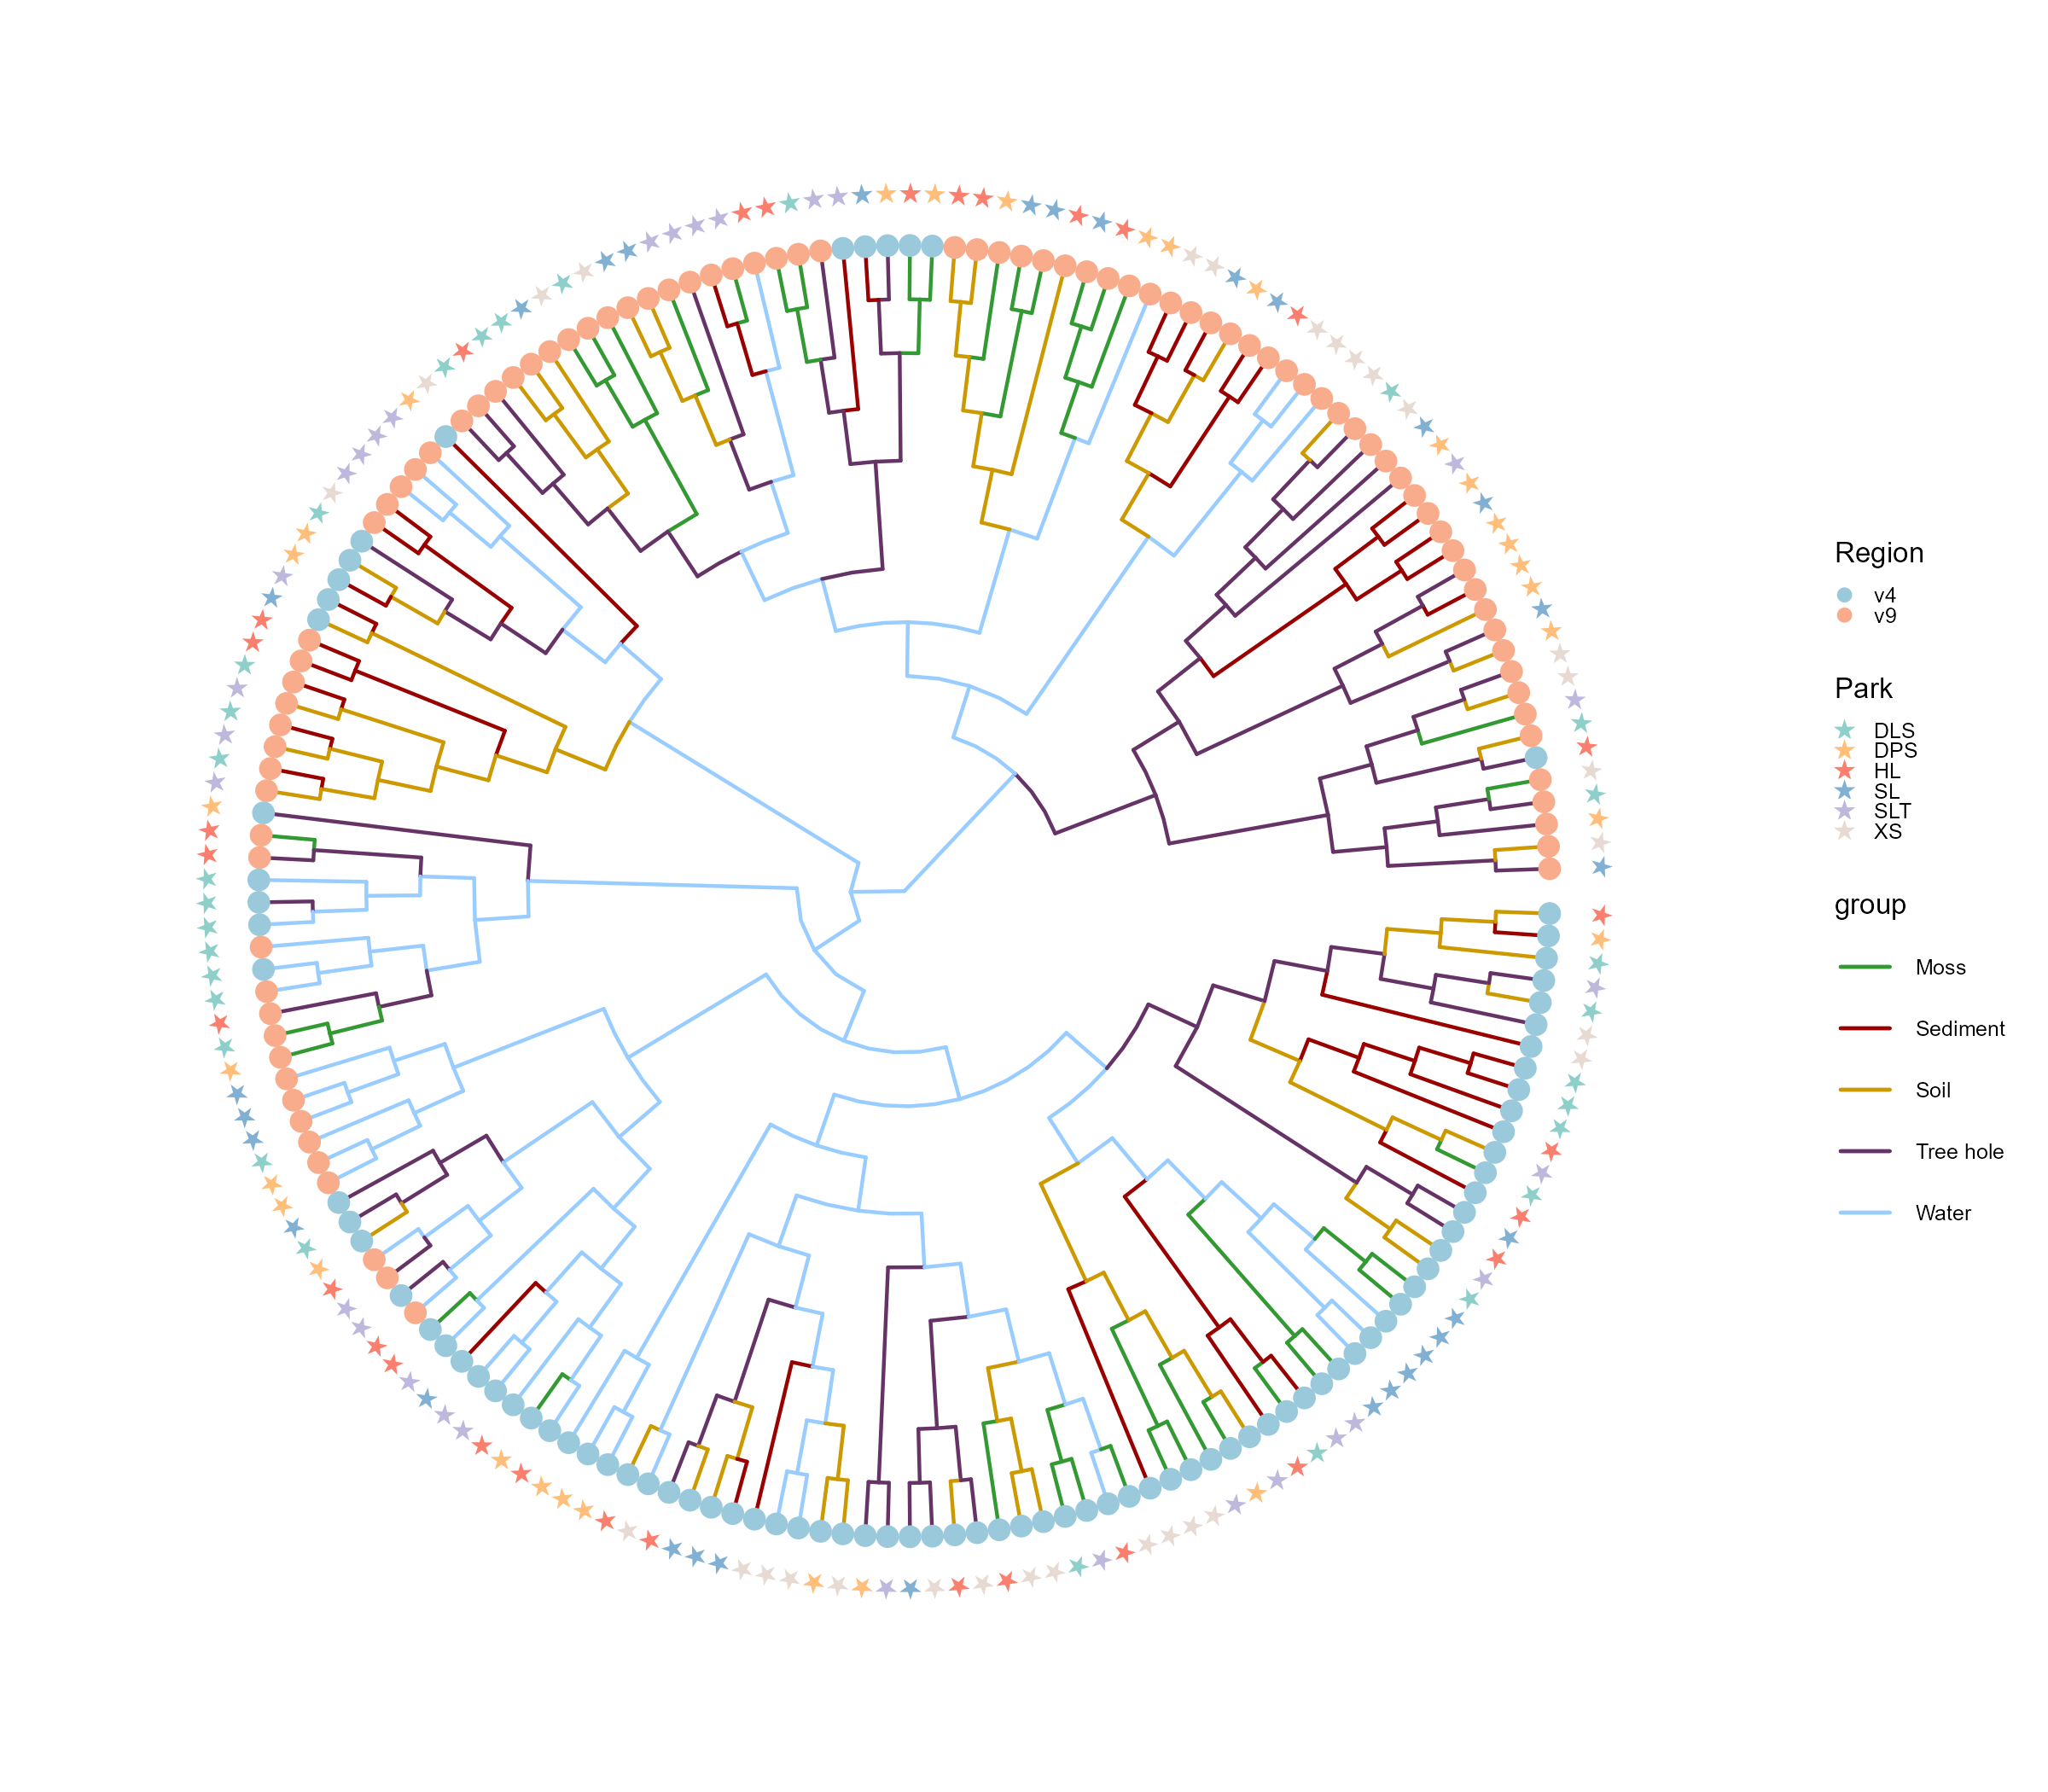 Region
v4
v9
Park
DLS
DPS
HL
SL
SLT
XS
group
Moss
Sediment
Soil
Tree hole
Water